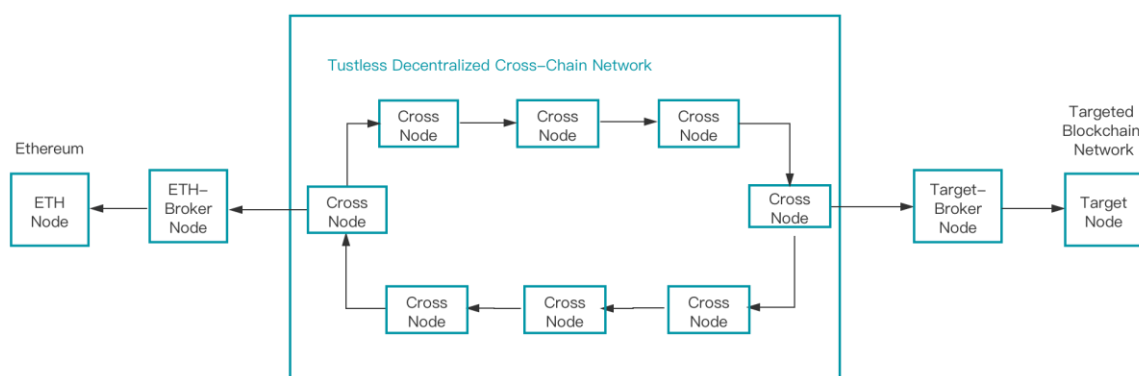 Tustless Decentralized Cross-Chain Network
Cross
Node
Cross
Node
Cross
Node
Targeted
Blockchain
Network
Ethereum
ETH
Node
ETH-
Broker
Node
Cross
Node
Cross
Node
Target-
Broker
Node
Target
Node
Cross
Node
Cross
Node
Cross
Node